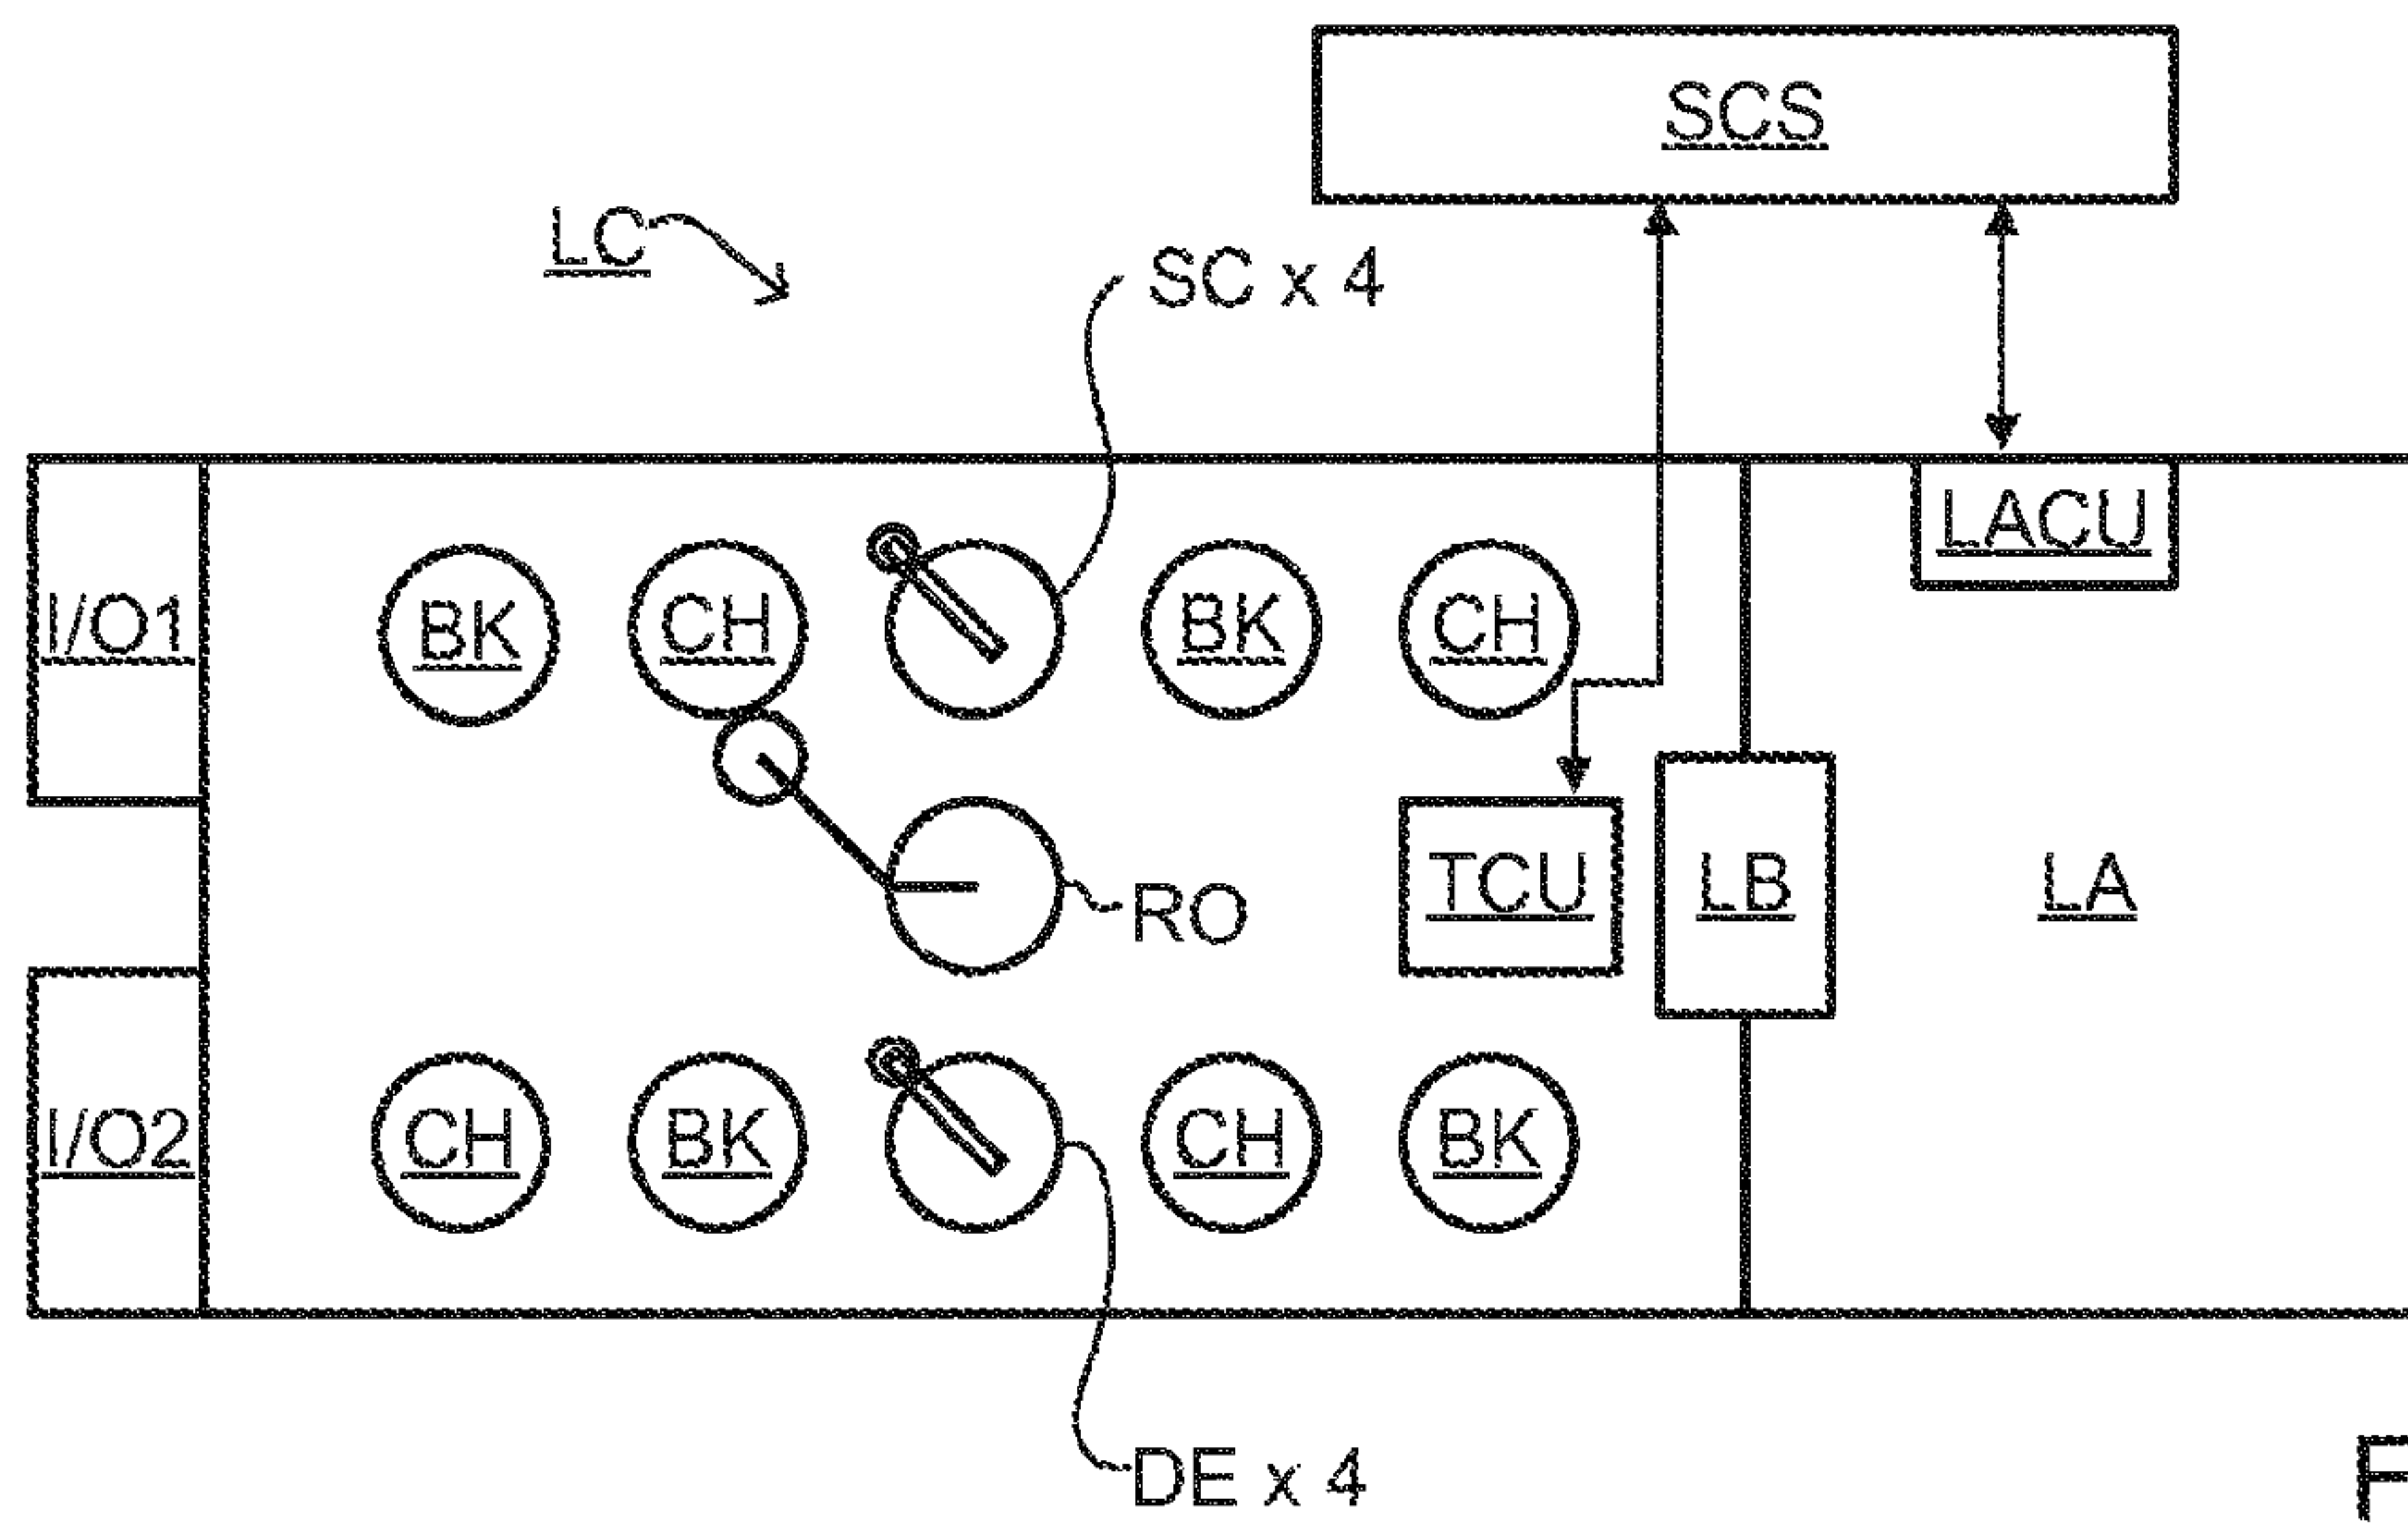 SCS
LC
SC x 4
LACU
I/O1
BK
CH
BK
CH
TCU
LB
LA
RO
I/O2
CH
BK
CH
BK
DE x 4
F